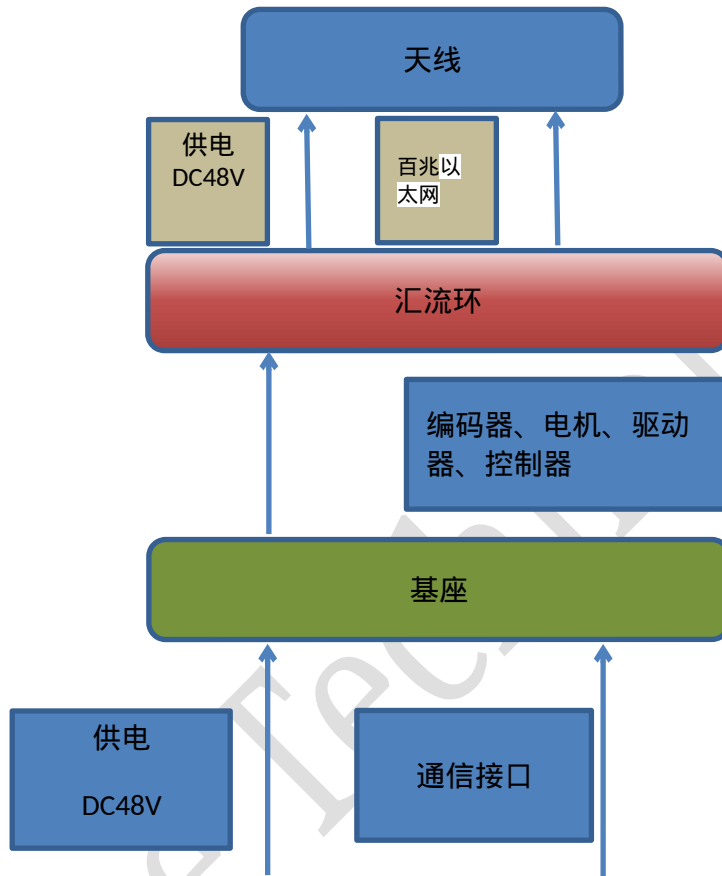 天线
供电
DC48V
百兆以
太网
汇流环
编码器、电机、驱动
器、控制器
基座
供电
DC48V
通信接口